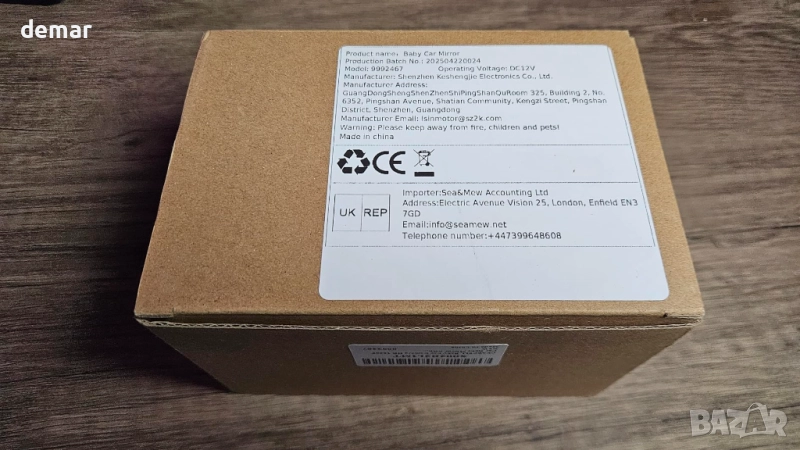 demar
Product name: Baby Car Mirror
Production Batch No.: 202504220024
Model: 9992467 Operating Voltage: DC12V
Manufacturer: Shenzhen Keshengjie Electronics Co., Ltd.
Manufacturer Address:
GuangDongShengShenZhenShiPingShanQuRoom 325, Building 2, No.
6352, Pingshan Avenue, Shatian Community, Kengzi Street, Pingshan
District, Shenzhen, Guangdong
Manufacturer Email: lsinmotor@sz2k.com
Warning: Please keep away from fire, children and pets!
Made in china
CE
UK REP
Importer:Sea&Mew Accounting Ltd
Address:Electric Avenue Vision 25, London, Enfield EN3
7GD
Email:info@seamew.net
Telephone number:+447399648608
BAZAR